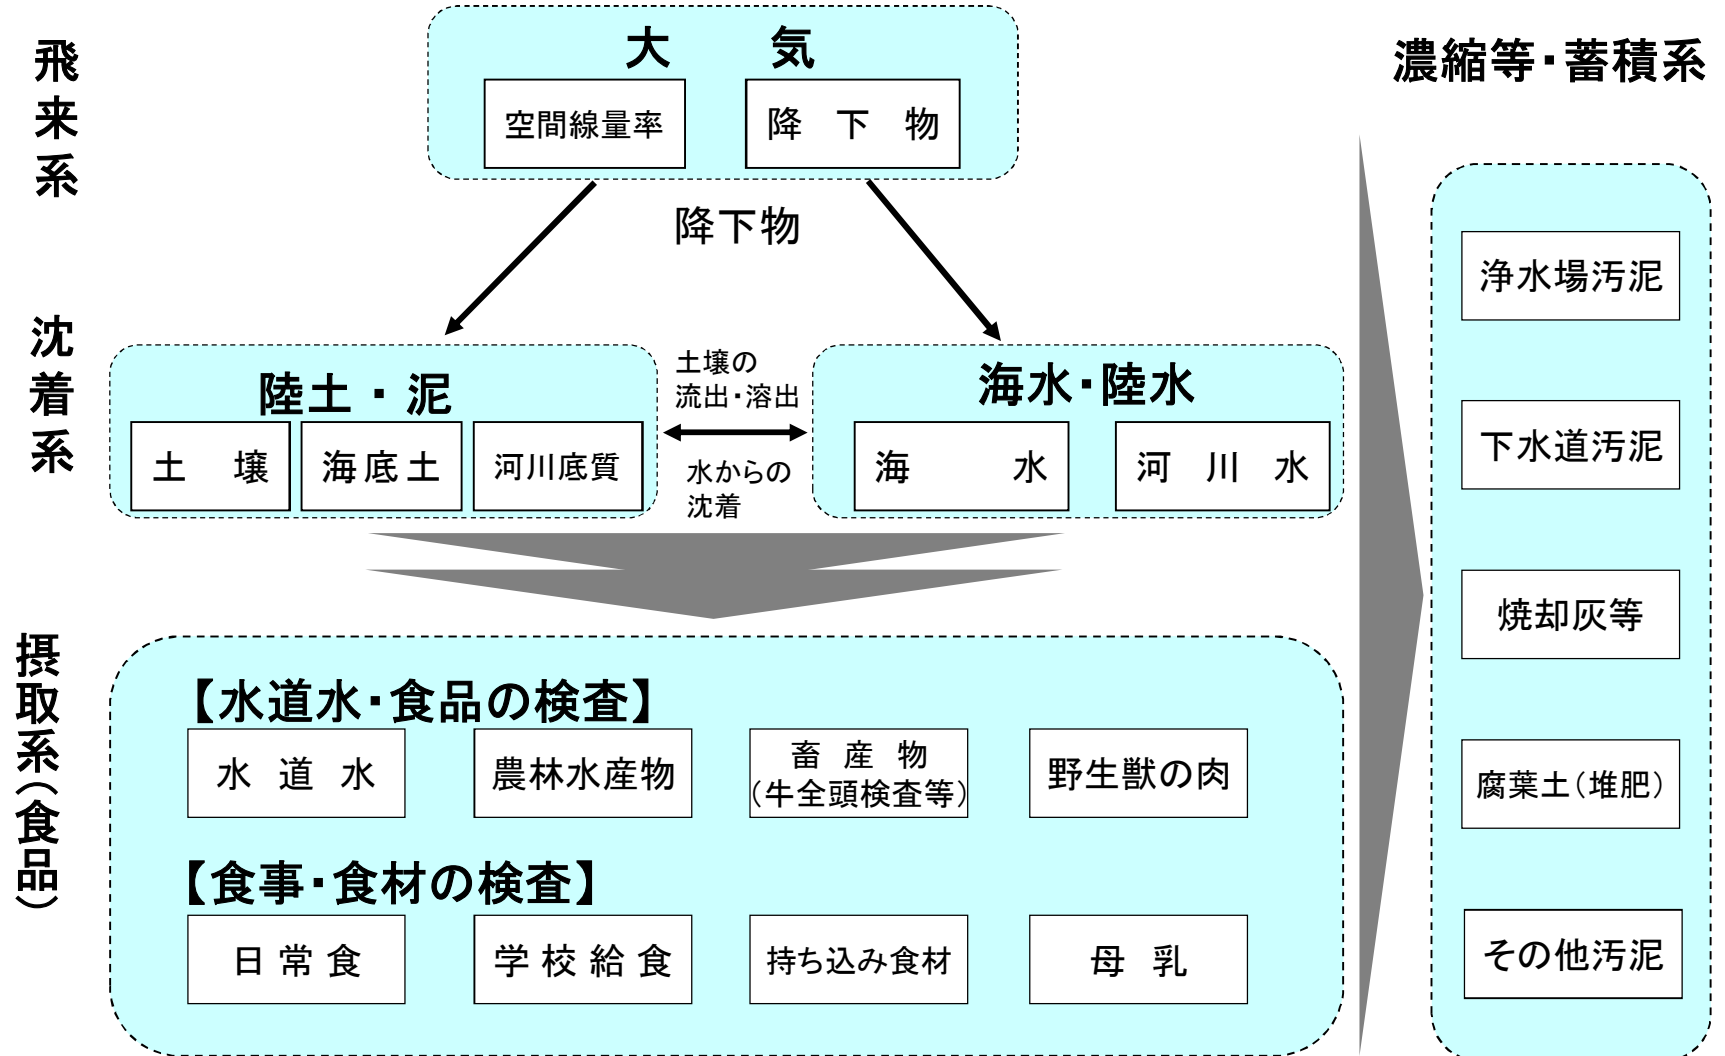 飛来系
大　気
空間線量率
降　下　物
降下物
沈着系
陸土・泥
土　壌
海底土
河川底質
土壌の
流出・溶出
水からの
沈着
海水・陸水
海　　水
河　川　水
摂取系（食品）
【水道水・食品の検査】
水　道　水
農林水産物
畜　産　物
（牛全頭検査等）
野生獣の肉
【食事・食材の検査】
日常食
学校給食
持ち込み食材
母　乳
濃縮等・蓄積系
浄水場汚泥
下水道汚泥
焼却灰等
腐葉土（堆肥）
その他汚泥